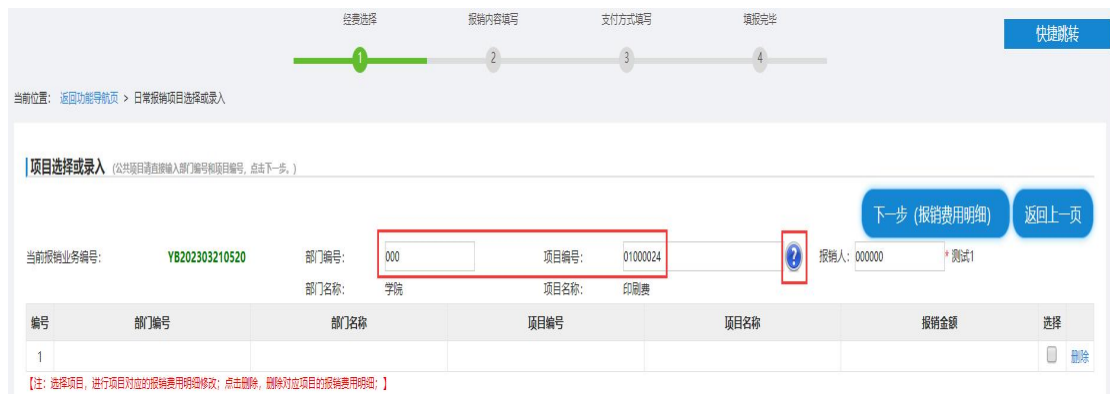 经费选择 报销内容填写 支付方式填写 填报完毕
快捷跳转
1 2 3 4
当前位置: 返回功能导航页 > 日常报销项目选择或录入
项目选择或录入 (公共项目请直接输入部门编号和项目编号, 点击下一步。)
下一步 (报销费用明细) 返回上一页
当前报销业务编号: YB202303210520 部门编号: 000 项目编号: 01000024 ? 报销人: 000000 * 测试1
部门名称: 学院 项目名称: 印刷费
编号 部门编号 部门名称 项目编号 项目名称 报销金额 选择
1 删除
【注: 选择项目, 进行项目对应的报销费用明细修改; 点击删除, 删除对应项目的报销费用明细; 】